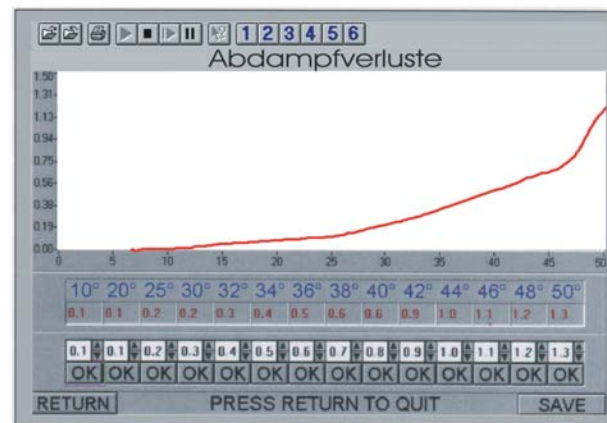 1 2 3 4 5 6
Abdampfverluste
1.50
1.31
1.13
0.94
0.75
0.56
0.38
0.19
0.00
0 5 10 15 20 25 30 35 40 45 50
10° 20° 25° 30° 32° 34° 36° 38° 40° 42° 44° 46° 48° 50°
0.1 0.1 0.2 0.2 0.3 0.4 0.5 0.6 0.6 0.9 1.0 1.1 1.2 1.3
0.1 0.1 0.2 0.3 0.4 0.5 0.6 0.7 0.8 0.9 1.0 1.1 1.2 1.3
OK OK OK OK OK OK OK OK OK OK OK OK OK OK
RETURN PRESS RETURN TO QUIT SAVE